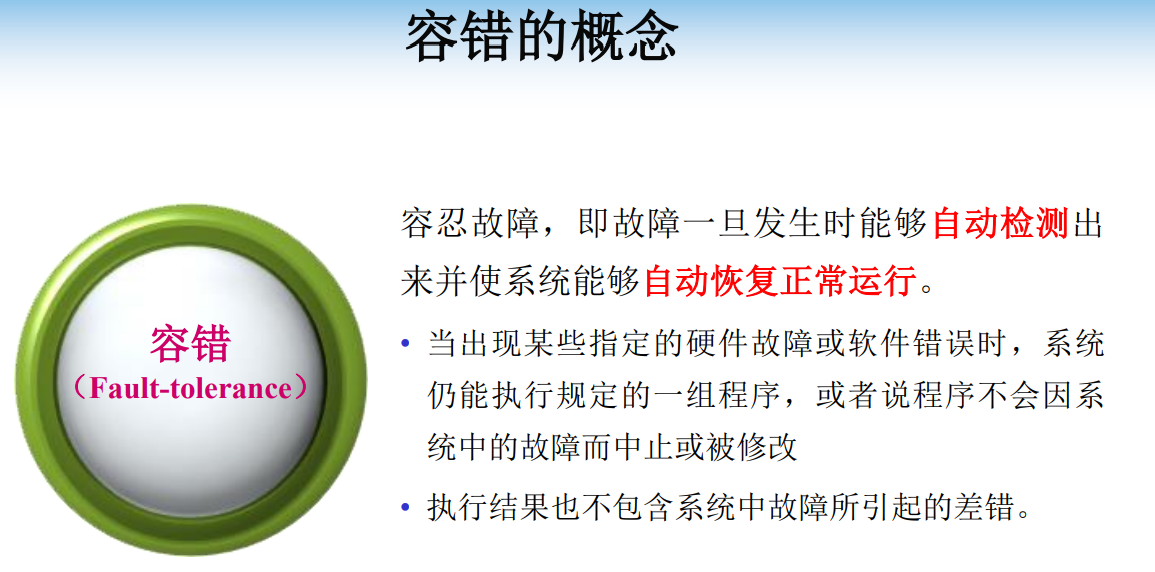 容错的概念
容错
（Fault-tolerance）
容忍故障，即故障一旦发生时能够自动检测出
来并使系统能够自动恢复正常运行。
• 当出现某些指定的硬件故障或软件错误时，系统
仍能执行规定的一组程序，或者说程序不会因系
统中的故障而中止或被修改
• 执行结果也不包含系统中故障所引起的差错。